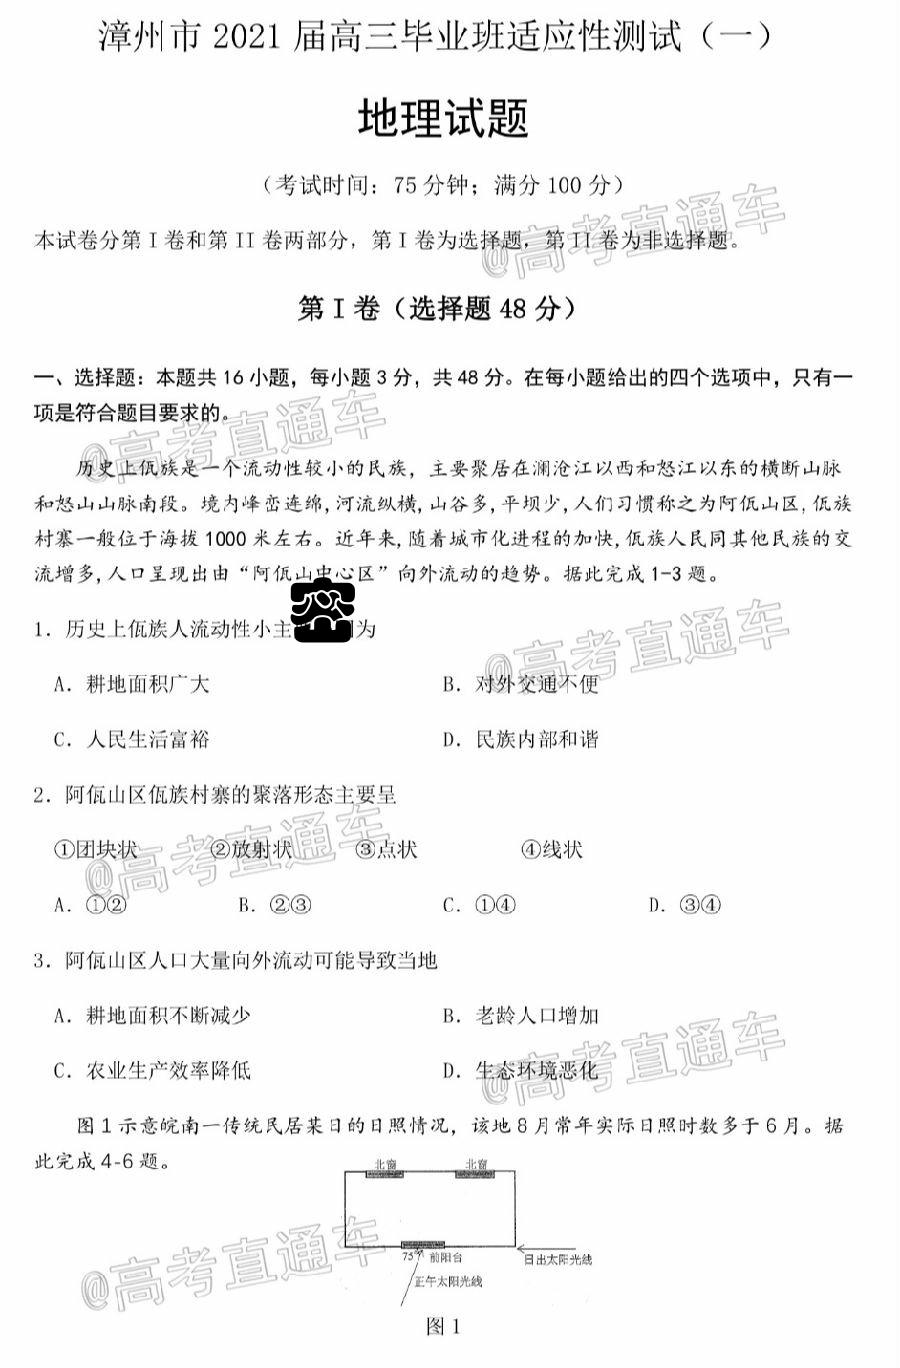 漳州市 2021 届高三毕业班适应性测试（一）
地理试题
（考试时间：75 分钟；满分 100 分）
本试卷分第 I 卷和第 II 卷两部分，第 I 卷为选择题，第 II 卷为非选择题。
@高考直通车
第 I 卷（选择题 48 分）
一、选择题：本题共 16 小题，每小题 3 分，共 48 分。在每小题给出的四个选项中，只有一
项是符合题目要求的。
@高考直通车
历史上佤族是一个流动性较小的民族，主要聚居在澜沧江以西和怒江以东的横断山脉
和怒山山脉南段。境内峰峦连绵，河流纵横，山谷多，平坝少，人们习惯称之为阿佤山区，佤族
村寨一般位于海拔 1000 米左右。近年来，随着城市化进程的加快，佤族人民同其他民族的交
流增多，人口呈现出由“阿佤山中心区”向外流动的趋势。据此完成 1-3 题。
1．历史上佤族人流动性小主 为
@高考直通车
A．耕地面积广大 B．对外交通不便
C．人民生活富裕 D．民族内部和谐
2．阿佤山区佤族村寨的聚落形态主要呈
①团块状 ②放射状 ③点状 ④线状
@高考直通车
A．①② B．②③ C．①④ D．③④
3．阿佤山区人口大量向外流动可能导致当地
A．耕地面积不断减少 B．老龄人口增加
C．农业生产效率降低 D．生态环境恶化
@高考直通车
图 1 示意皖南一传统民居某日的日照情况，该地 8 月常年实际日照时数多于 6 月。据
此完成 4-6 题。
北窗 北窗
75° 前阳台 日出太阳光线
正午太阳光线
@高考直通车
图 1